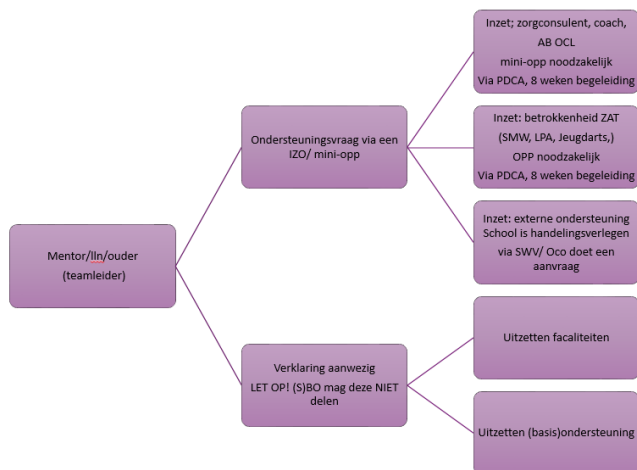 Mentor/lln/ouder
(teamleider)
Ondersteuningsvraag via een
IZO/ mini-opp
Inzet; zorgconsulent, coach,
AB OCL
mini-opp noodzakelijk
Via PDCA, 8 weken begeleiding
Inzet: betrokkenheid ZAT
(SMW, LPA, Jeugdarts,)
OPP noodzakelijk
Via PDCA, 8 weken begeleiding
Inzet: externe ondersteuning
School is handelingsverlegen
via SWV/ Oco doet een
aanvraag
Verklaring aanwezig
LET OP! (S)BO mag deze NIET
delen
Uitzetten facaliteiten
Uitzetten (basis)ondersteuning